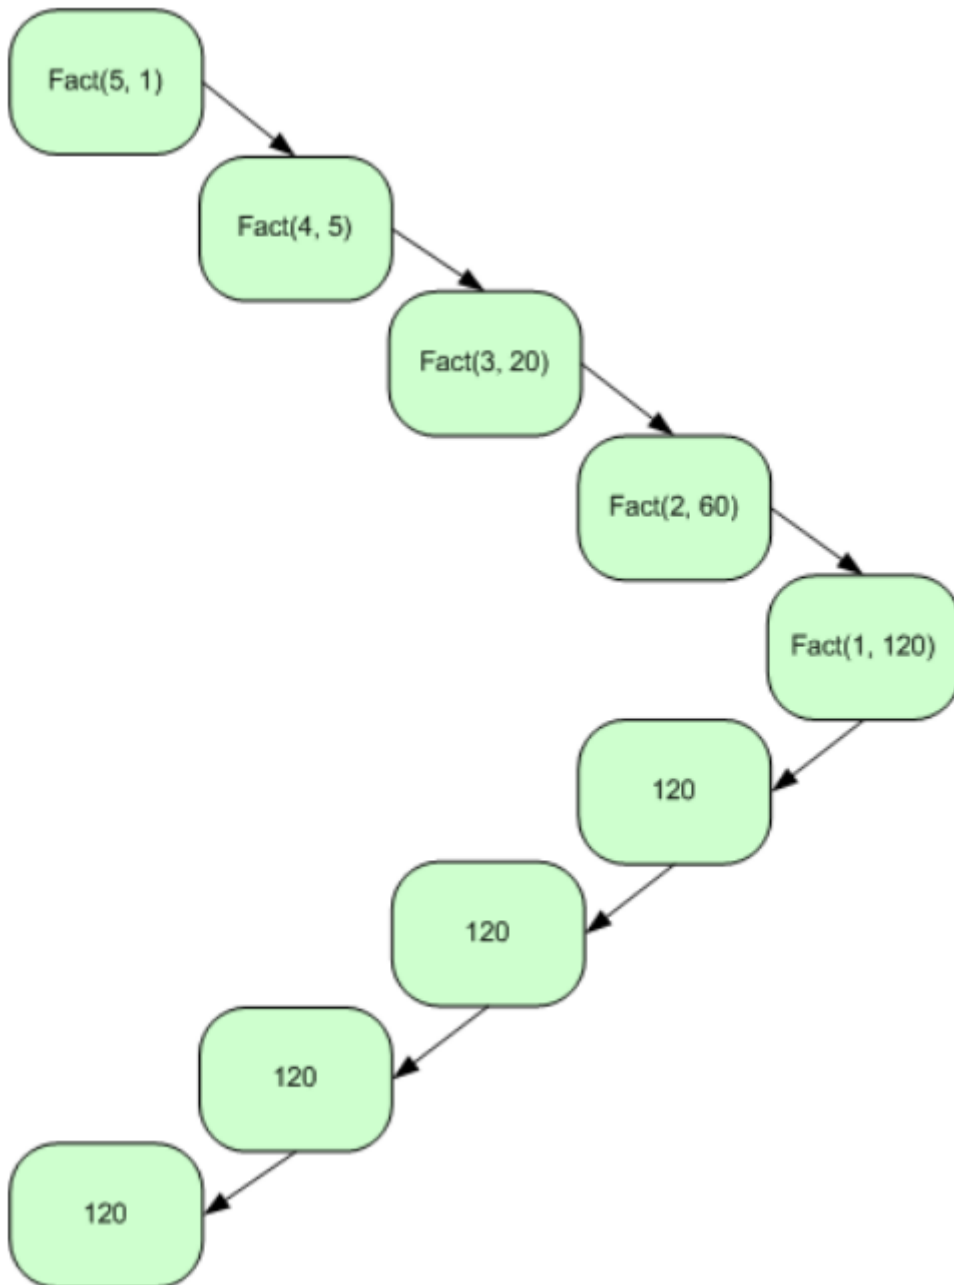 Fact(5, 1)
Fact(4, 5)
Fact(3, 20)
Fact(2, 60)
Fact(1, 120)
120
120
120
120